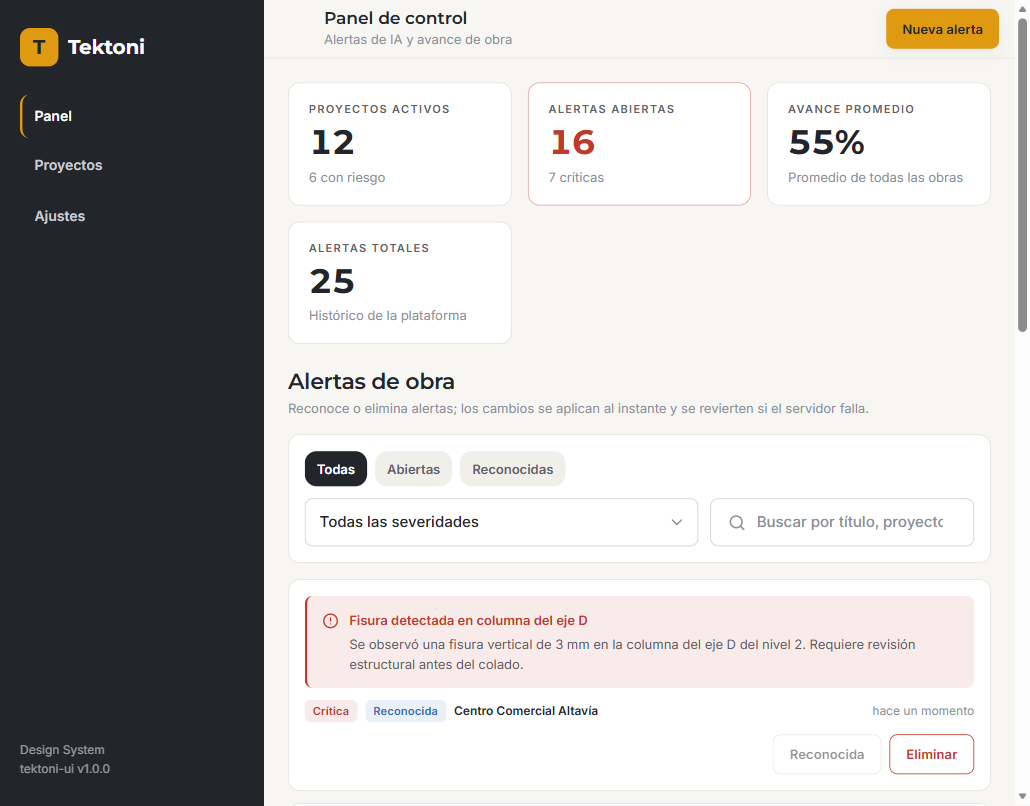 T Tektoni
Panel
Proyectos
Ajustes
Design System
tektoni-ui v1.0.0
Panel de control
Alertas de IA y avance de obra
Nueva alerta
PROYECTOS ACTIVOS
12
6 con riesgo
ALERTAS ABIERTAS
16
7 críticas
AVANCE PROMEDIO
55%
Promedio de todas las obras
ALERTAS TOTALES
25
Histórico de la plataforma
Alertas de obra
Reconoce o elimina alertas; los cambios se aplican al instante y se revierten si el servidor falla.
Todas Abiertas Reconocidas
Todas las severidades
Buscar por título, proyecto
Fisura detectada en columna del eje D
Se observó una fisura vertical de 3 mm en la columna del eje D del nivel 2. Requiere revisión
estructural antes del colado.
Crítica Reconocida Centro Comercial Altavía hace un momento
Reconocida Eliminar